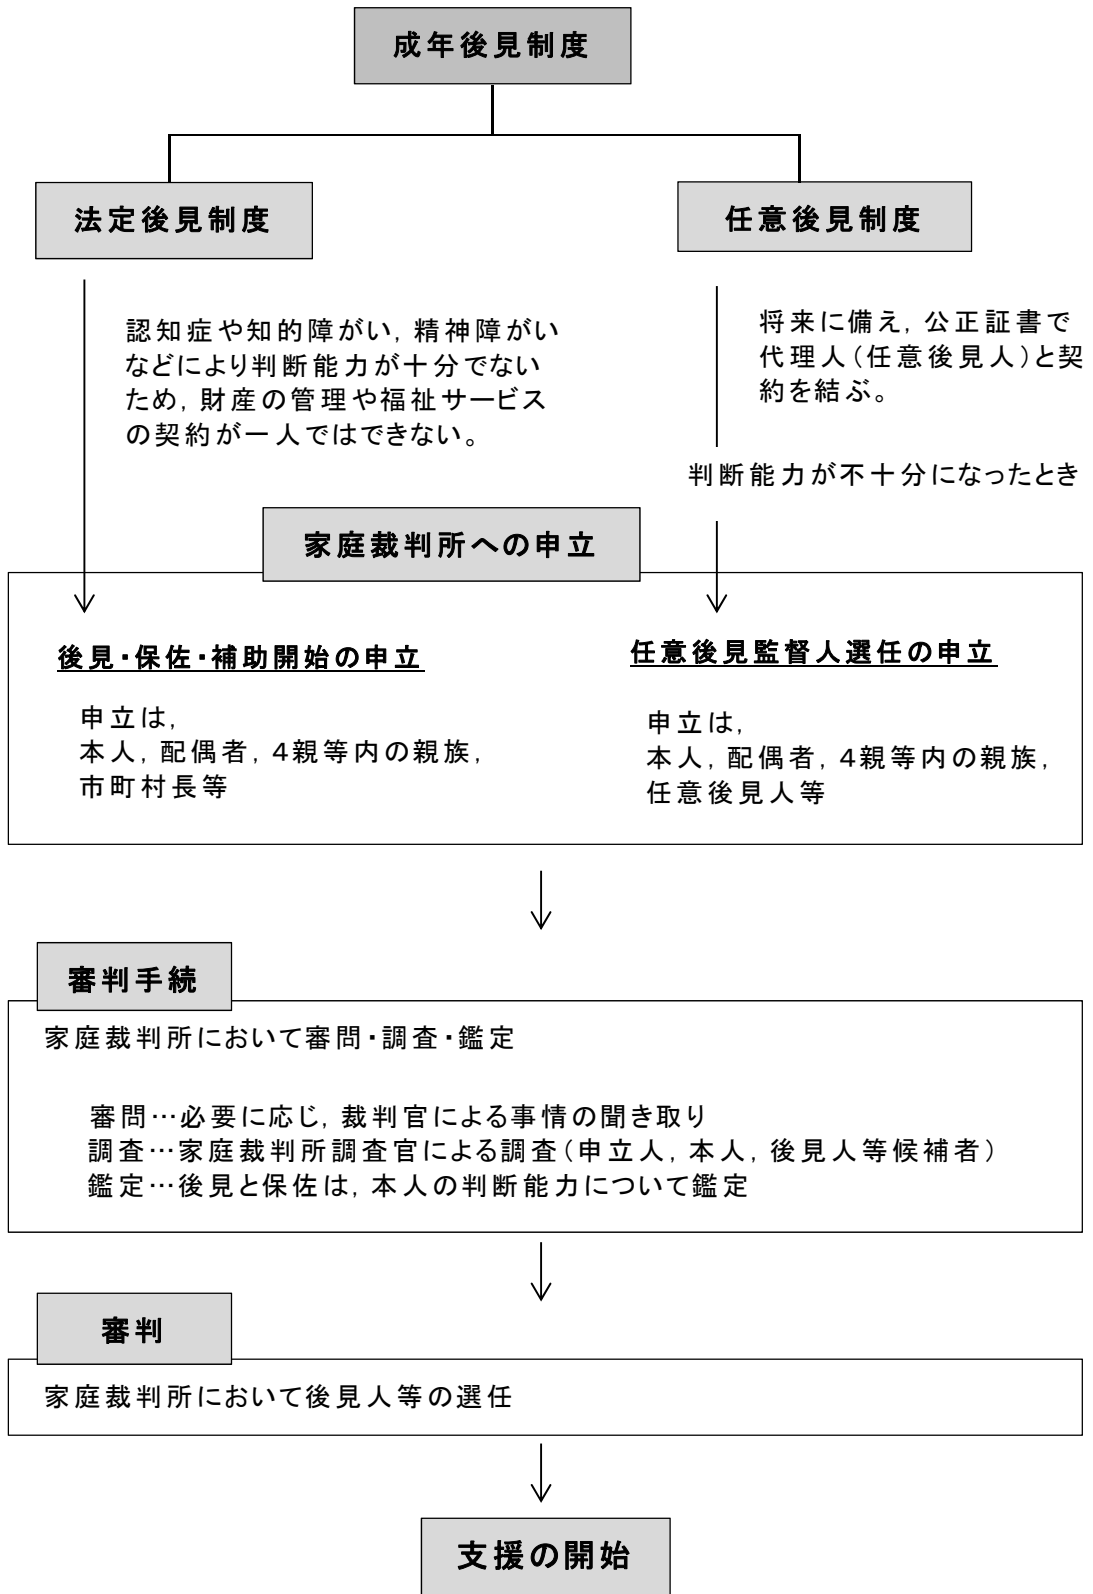 成年後見制度
法定後見制度
任意後見制度
認知症や知的障がい，精神障がい
などにより判断能力が十分でない
ため，財産の管理や福祉サービス
の契約が一人ではできない。
将来に備え，公正証書で
代理人（任意後見人）と契
約を結ぶ。
判断能力が不十分になったとき
家庭裁判所への申立
後見・保佐・補助開始の申立
申立は，
本人，配偶者，４親等内の親族，
市町村長等
任意後見監督人選任の申立
申立は，
本人，配偶者，４親等内の親族，
任意後見人等
審判手続
家庭裁判所において審問・調査・鑑定
審問…必要に応じ，裁判官による事情の聞き取り
調査…家庭裁判所調査官による調査（申立人，本人，後見人等候補者）
鑑定…後見と保佐は，本人の判断能力について鑑定
審判
家庭裁判所において後見人等の選任
支援の開始